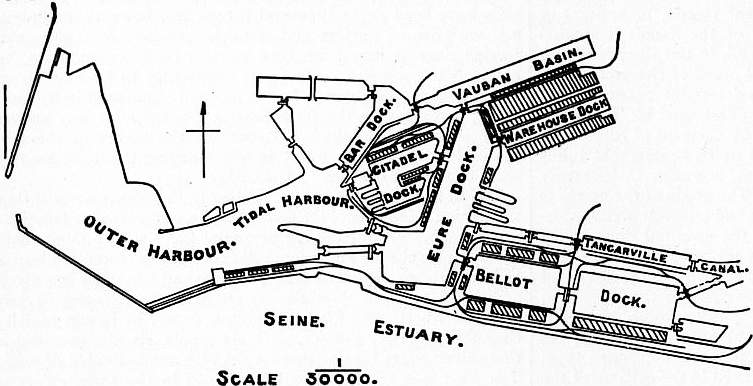 VAUBAN BASIN.
WAREHOUSE DOCK
BAR DOCK.
CITADEL
DOCK
EURE DOCK.
TIDAL HARBOUR.
OUTER HARBOUR.
TANCARVILLE
CANAL.
BELLOT
DOCK.
SEINE. ESTUARY.
SCALE 1/30000.